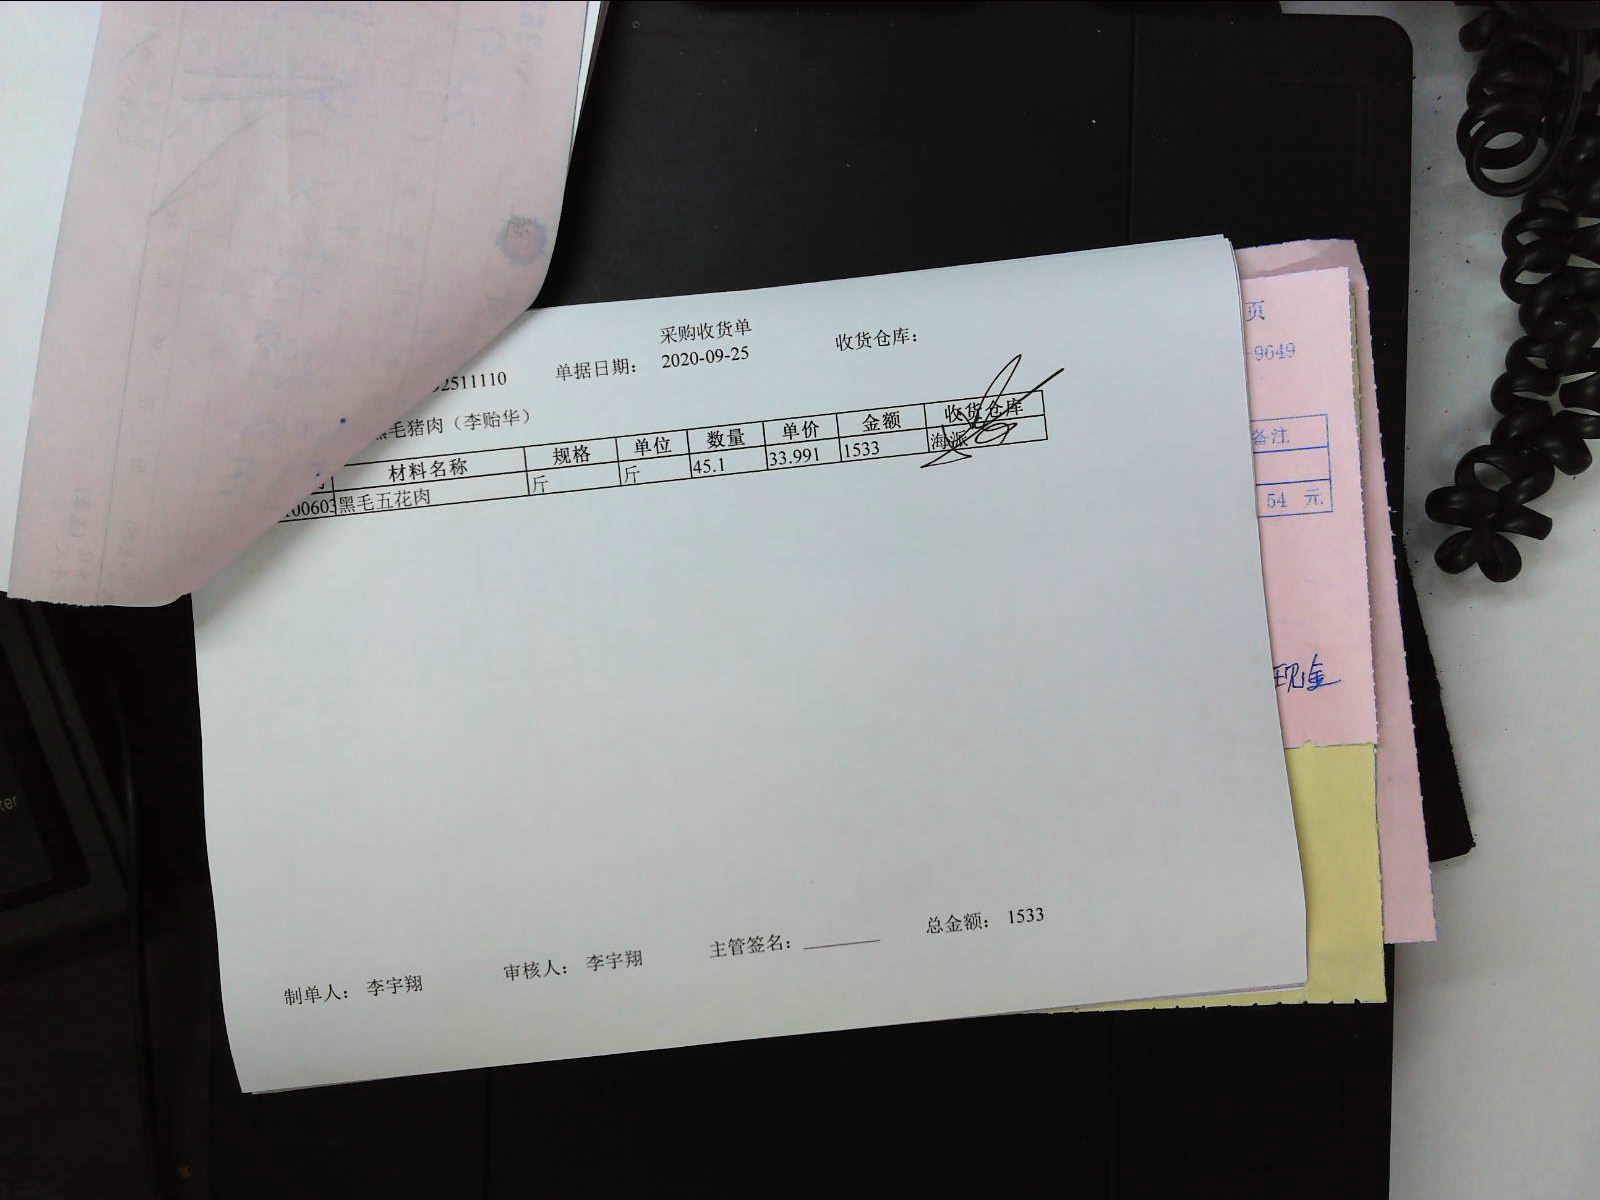 采购收货单
92511110 单据日期: 2020-09-25 收货仓库:
黑毛猪肉（李贻华）
材料名称 规格 单位 数量 单价 金额 收货仓库
100603 黑毛五花肉 斤 斤 45.1 33.991 1533 海派
制单人: 李宇翔 审核人: 李宇翔 主管签名: 总金额: 1533
页
-9649
备注
54 元
现金
ter